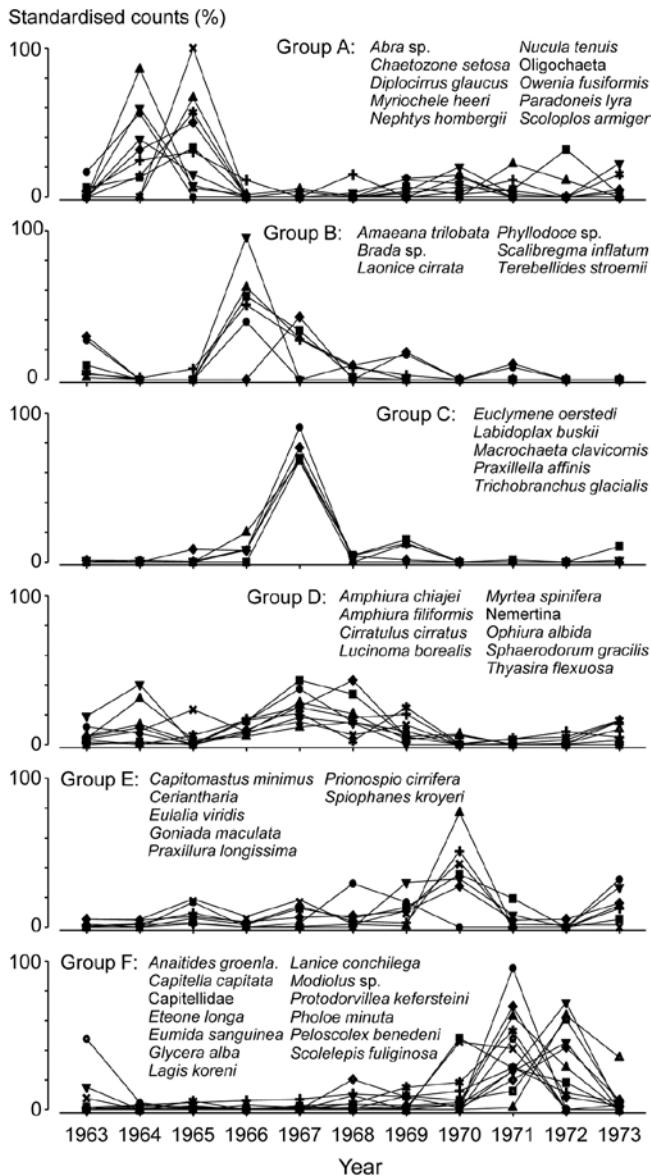 Standardised counts (%)
100
0
Group A: Abra sp. Nucula tenuis
Chaetozone setosa Oligochaeta
Diplocirrus glaucus Owenia fusiformis
Myriochele heeri Paradoneis lyra
Nephtys hombergii Scoloplos armiger
100
0
Group B: Amaeana trilobata Phyllodoce sp.
Brada sp. Scalibregma inflatum
Laonice cirrata Terebellides stroemii
100
0
Group C: Euclymene oerstedi
Labidoplax buskii
Macrochaeta clavicornis
Praxillella affinis
Trichobranchus glacialis
100
0
Group D: Amphiura chiajei Myrtea spinifera
Amphiura filiformis Nemertina
Cirratulus cirratus Ophiura albida
Lucinoma borealis Sphaerodorum gracilis
Thyasira flexuosa
100
0
Group E: Capitomastus minimus Prionospio cirrifera
Ceriantharia Spiophanes kroyeri
Eulalia viridis
Goniada maculata
Praxillura longissima
100
0
Group F: Anaitides groenla. Lanice conchilega
Capitella capitata Modiolus sp.
Capitellidae Protodorvillea kefersteini
Eteone longa Pholoe minuta
Eumida sanguinea Peloscolex benedeni
Glycera alba Scolelepis fuliginosa
Lagis koreni
1963 1964 1965 1966 1967 1968 1969 1970 1971 1972 1973
Year